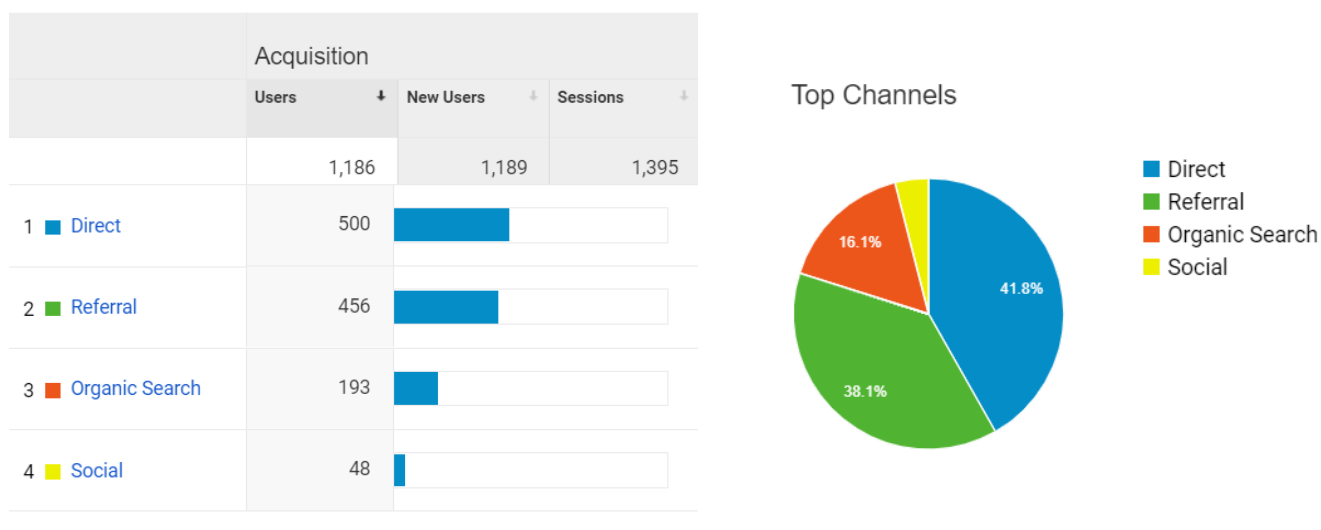 Acquisition
Users New Users Sessions
1,186 1,189 1,395
1 Direct 500
2 Referral 456
3 Organic Search 193
4 Social 48
Top Channels
Direct
Referral
Organic Search
Social
16.1%
41.8%
38.1%